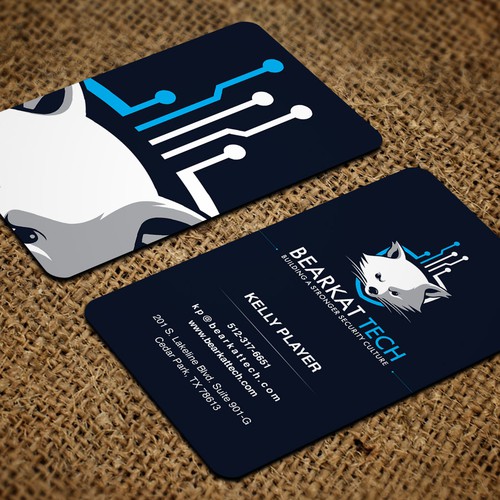 BEARKAT TECH
BUILDING A STRONGER SECURITY CULTURE
KELLY PLAYER
512-317-6651
kp@bearkattech.com
www.bearkattech.com
201 S. Lakeline Blvd, Suite 901-G
Cedar Park, TX 78613